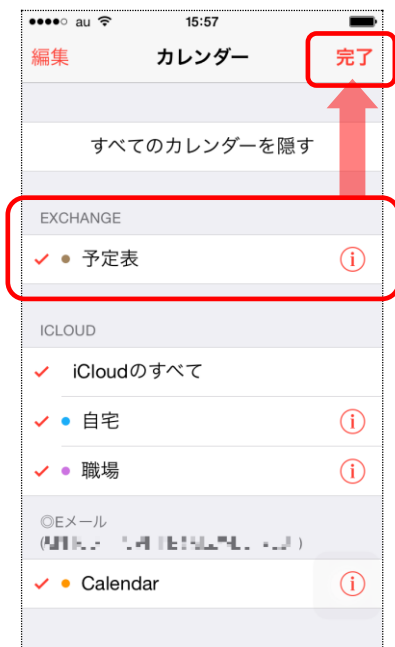 au 15:57
編集 カレンダー 完了
すべてのカレンダーを隠す
EXCHANGE
予定表
ICLOUD
iCloudのすべて
自宅
職場
◎Eメール
Calendar